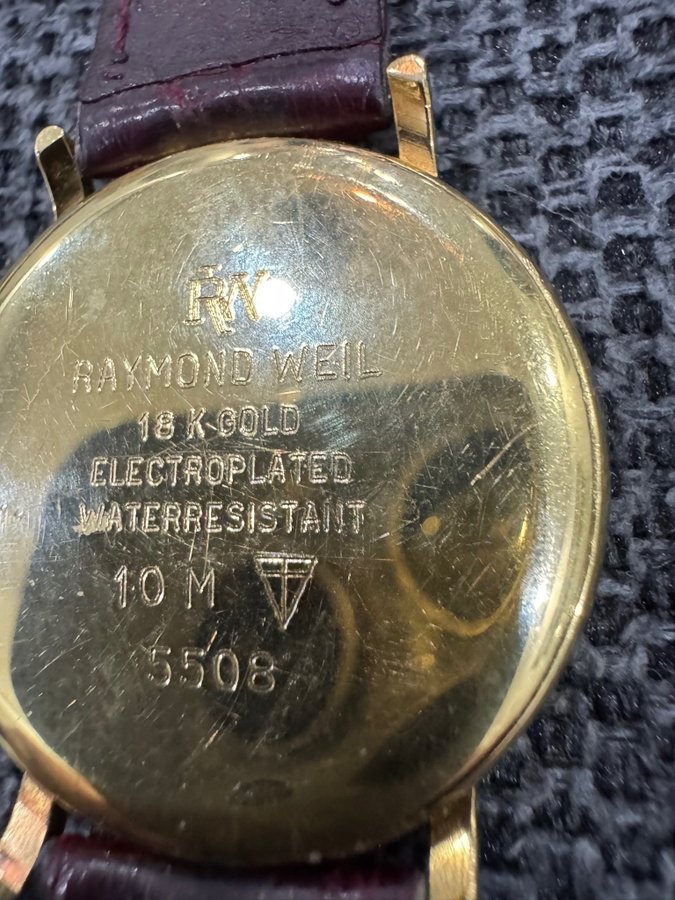 RW
RAYMOND WEIL
18 K GOLD
ELECTROPLATED
WATERRESISTANT
10 M
5508